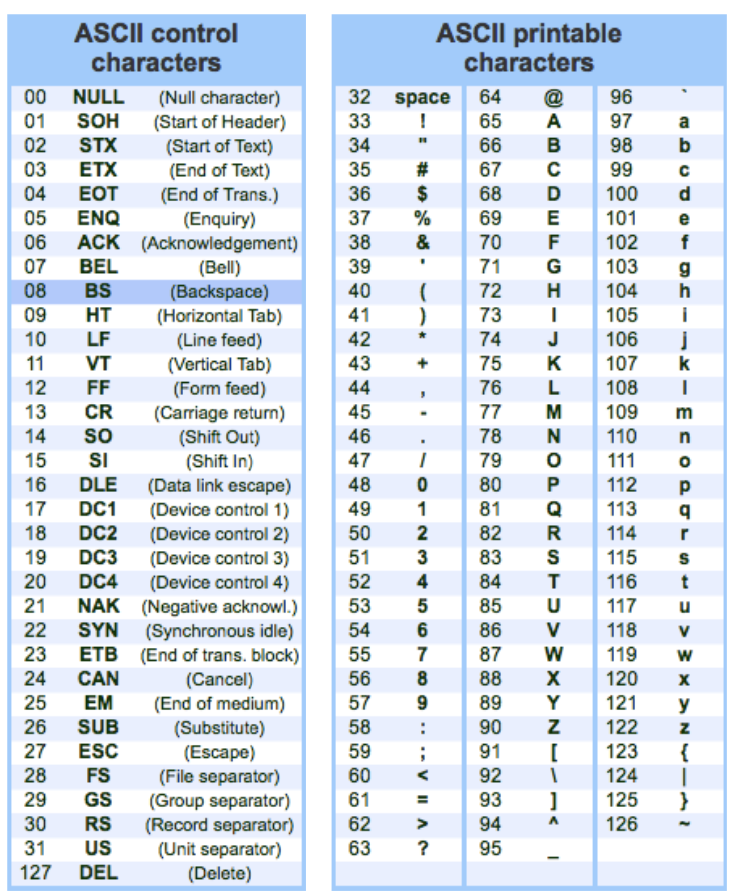 ASCII control
characters
00 NULL (Null character)
01 SOH (Start of Header)
02 STX (Start of Text)
03 ETX (End of Text)
04 EOT (End of Trans.)
05 ENQ (Enquiry)
06 ACK (Acknowledgement)
07 BEL (Bell)
08 BS (Backspace)
09 HT (Horizontal Tab)
10 LF (Line feed)
11 VT (Vertical Tab)
12 FF (Form feed)
13 CR (Carriage return)
14 SO (Shift Out)
15 SI (Shift In)
16 DLE (Data link escape)
17 DC1 (Device control 1)
18 DC2 (Device control 2)
19 DC3 (Device control 3)
20 DC4 (Device control 4)
21 NAK (Negative acknowl.)
22 SYN (Synchronous idle)
23 ETB (End of trans. block)
24 CAN (Cancel)
25 EM (End of medium)
26 SUB (Substitute)
27 ESC (Escape)
28 FS (File separator)
29 GS (Group separator)
30 RS (Record separator)
31 US (Unit separator)
127 DEL (Delete)
ASCII printable
characters
32 space 64 @ 96 `
33 ! 65 A 97 a
34 " 66 B 98 b
35 # 67 C 99 c
36 $ 68 D 100 d
37 % 69 E 101 e
38 & 70 F 102 f
39 ' 71 G 103 g
40 ( 72 H 104 h
41 ) 73 I 105 i
42 * 74 J 106 j
43 + 75 K 107 k
44 , 76 L 108 l
45 - 77 M 109 m
46 . 78 N 110 n
47 / 79 O 111 o
48 0 80 P 112 p
49 1 81 Q 113 q
50 2 82 R 114 r
51 3 83 S 115 s
52 4 84 T 116 t
53 5 85 U 117 u
54 6 86 V 118 v
55 7 87 W 119 w
56 8 88 X 120 x
57 9 89 Y 121 y
58 : 90 Z 122 z
59 ; 91 [ 123 {
60 < 92 \ 124 |
61 = 93 ] 125 }
62 > 94 ^ 126 ~
63 ? 95 _